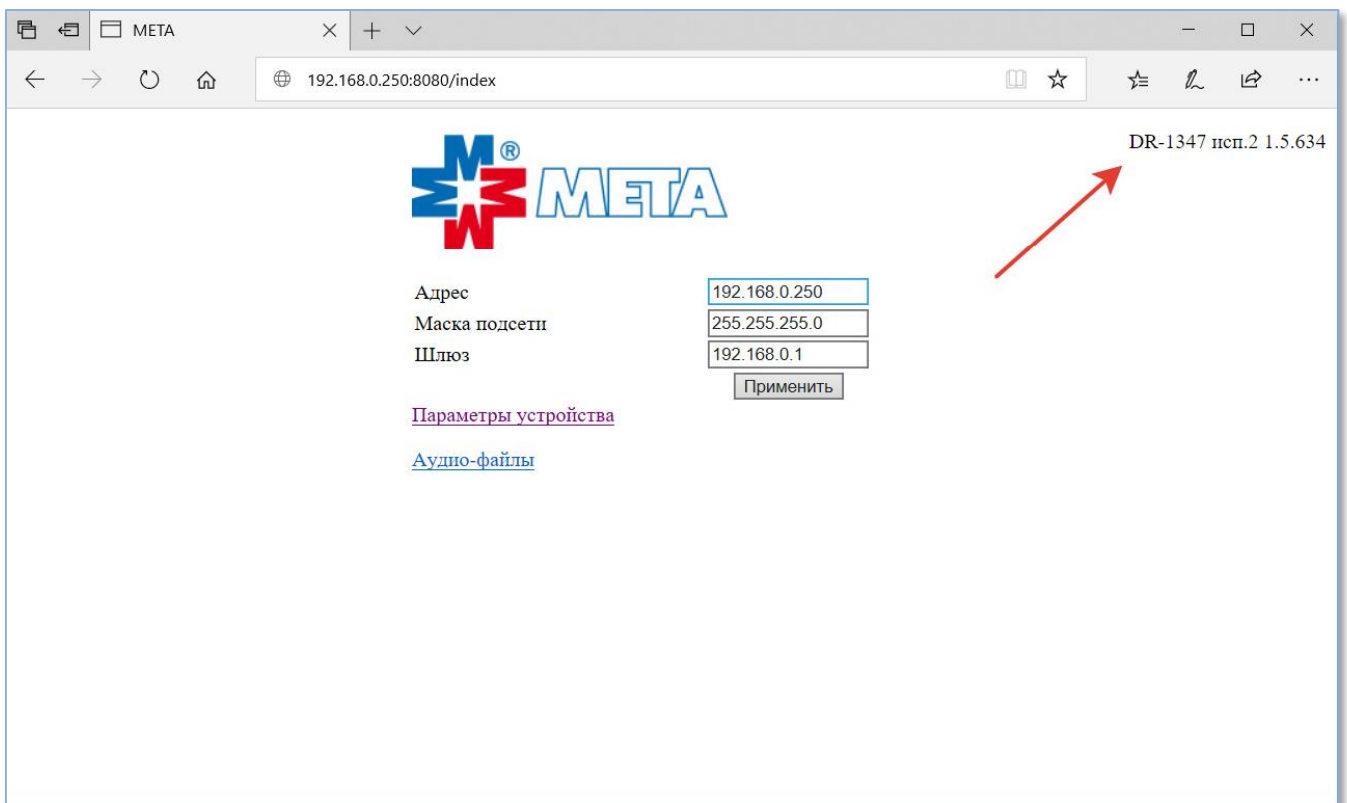 META
192.168.0.250:8080/index
DR-1347 исп.2 1.5.634
М ® META
Адрес 192.168.0.250
Маска подсети 255.255.255.0
Шлюз 192.168.0.1
Применить
Параметры устройства
Аудио-файлы